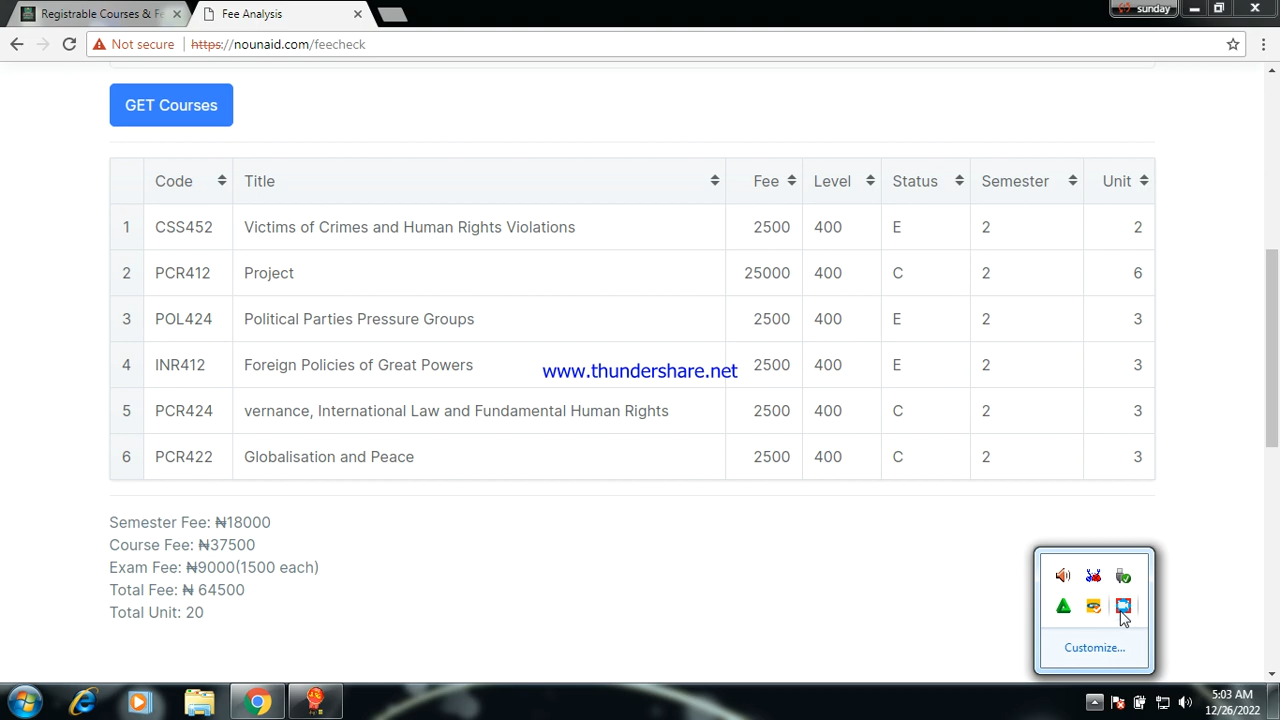 Registrable Courses & Fe
Fee Analysis
sunday
Not secure
https://nounaid.com/feecheck
GET Courses
Code Title Fee Level Status Semester Unit
1 CSS452 Victims of Crimes and Human Rights Violations 2500 400 E 2 2
2 PCR412 Project 25000 400 C 2 6
3 POL424 Political Parties Pressure Groups 2500 400 E 2 3
4 INR412 Foreign Policies of Great Powers 2500 400 E 2 3
www.thundershare.net
5 PCR424 vernance, International Law and Fundamental Human Rights 2500 400 C 2 3
6 PCR422 Globalisation and Peace 2500 400 C 2 3
Semester Fee: ₦18000
Course Fee: ₦37500
Exam Fee: ₦9000(1500 each)
Total Fee: ₦ 64500
Total Unit: 20
Customize...
5:03 AM
12/26/2022